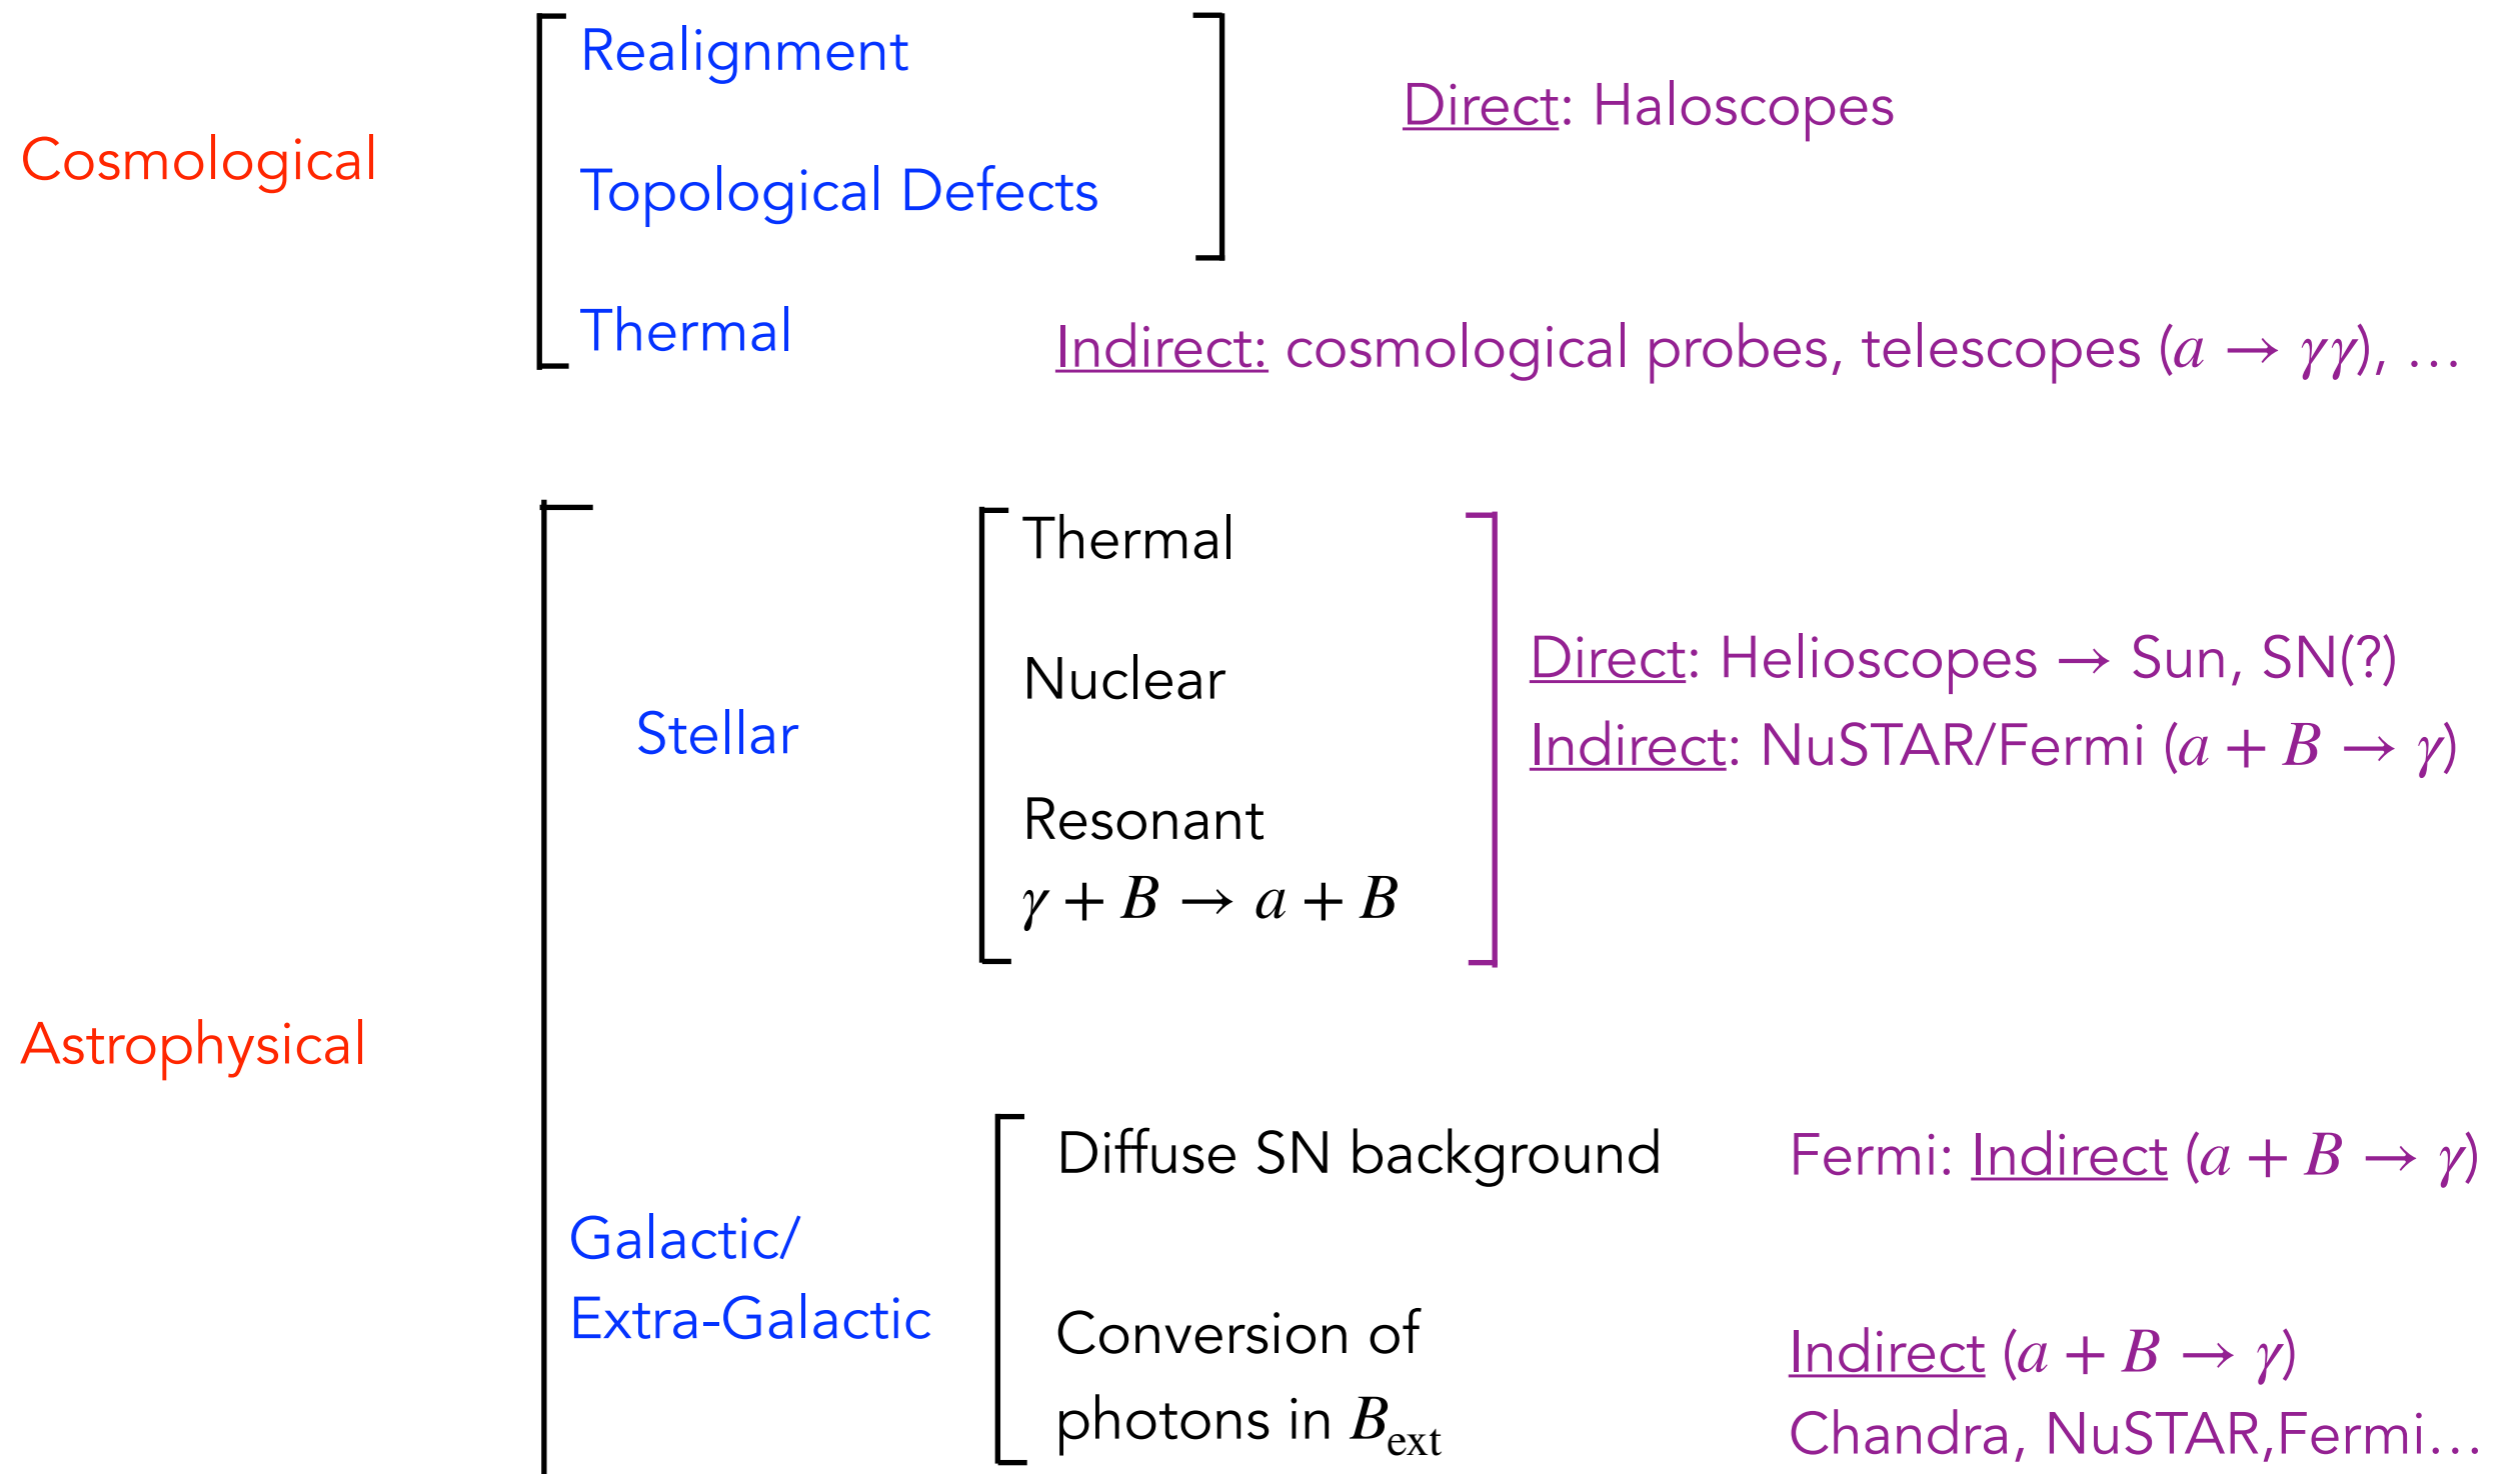 Cosmological
Realignment
Topological Defects
Thermal
Direct: Haloscopes
Indirect: cosmological probes, telescopes (a → γγ), …
Astrophysical
Stellar
Thermal
Nuclear
Resonant
γ + B → a + B
Direct: Helioscopes → Sun, SN(?)
Indirect: NuSTAR/Fermi (a + B → γ)
Galactic/
Extra-Galactic
Diffuse SN background
Fermi: Indirect (a + B → γ)
Conversion of
photons in B_ext
Indirect (a + B → γ)
Chandra, NuSTAR,Fermi…